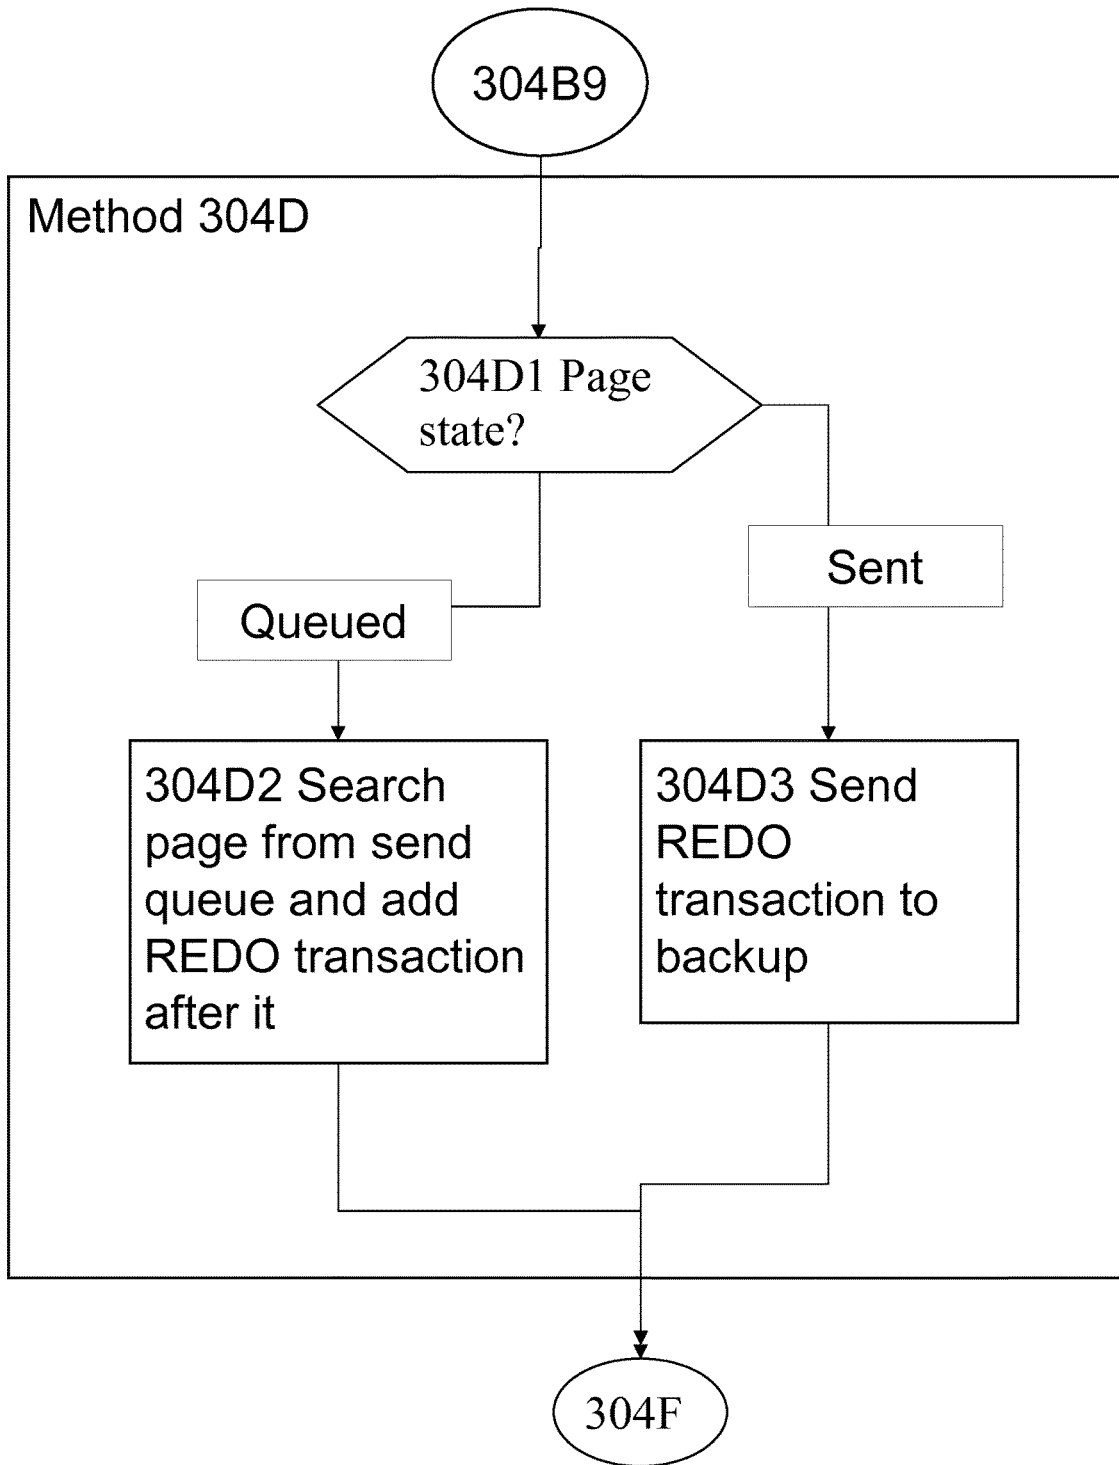 304B9
Method 304D
304D1 Page
state?
Sent
Queued
304D2 Search
page from send
queue and add
REDO transaction
after it
304D3 Send
REDO
transaction to
backup
304F